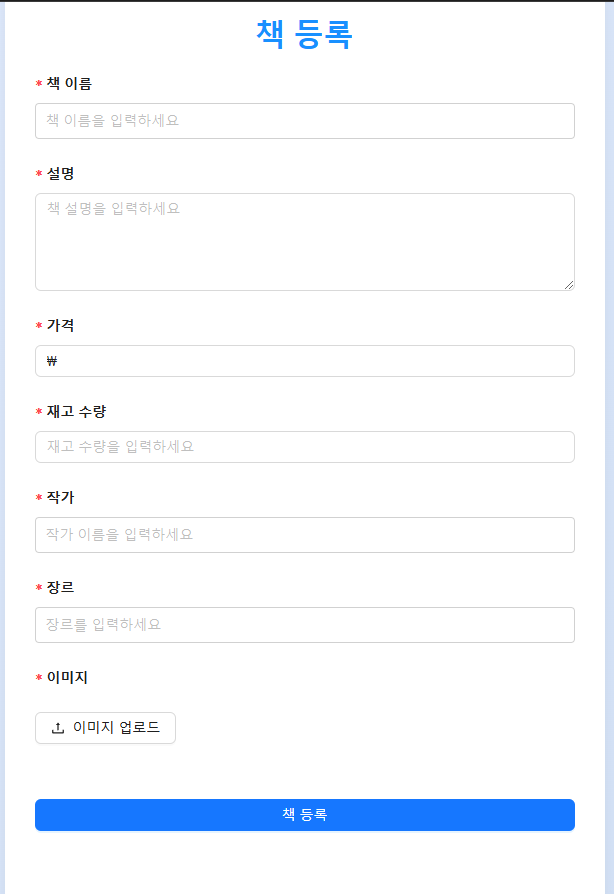 책 등록
* 책 이름
책 이름을 입력하세요
* 설명
책 설명을 입력하세요
* 가격
₩
* 재고 수량
재고 수량을 입력하세요
* 작가
작가 이름을 입력하세요
* 장르
장르를 입력하세요
* 이미지
이미지 업로드
책 등록